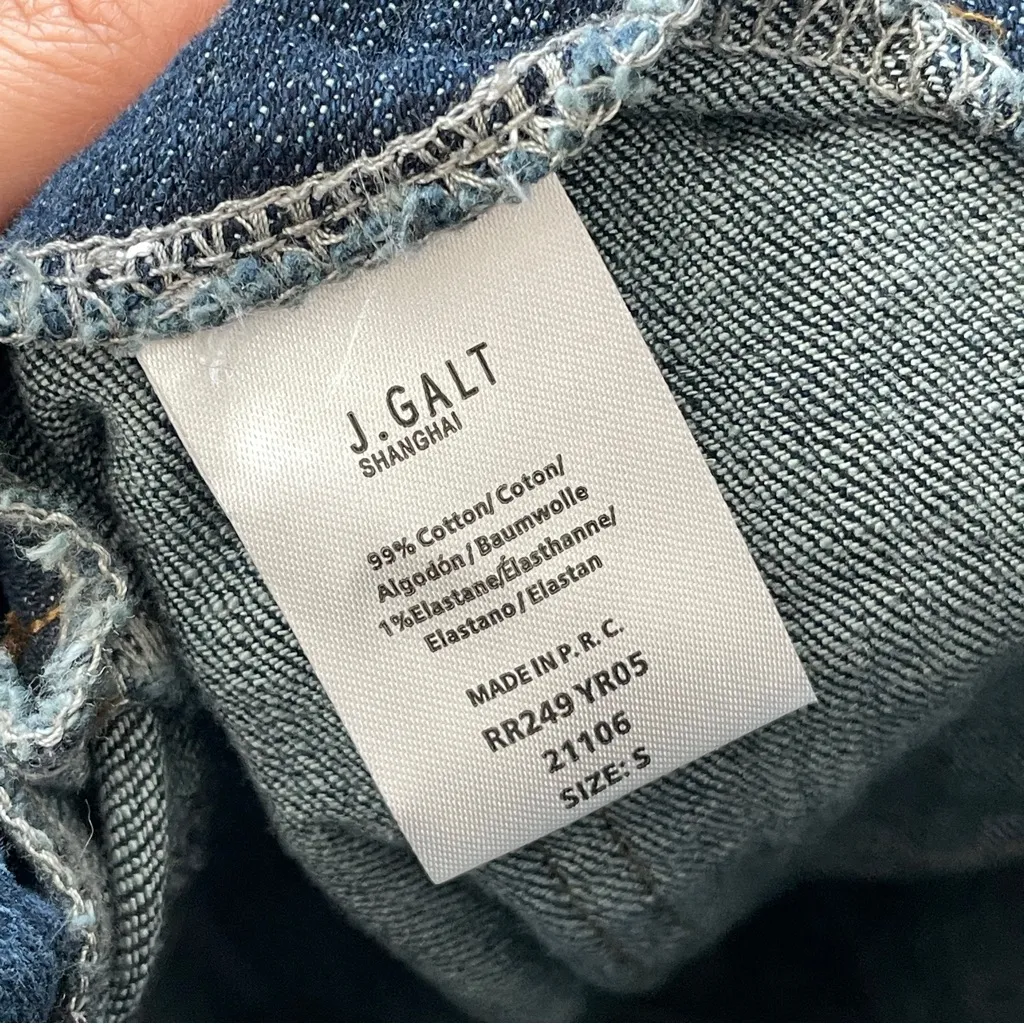 J.GALT
SHANGHAI
99% Cotton/ Coton/
Algodón / Baumwolle
1%Elastane/Élasthanne/
Elastano / Elastan
MADE IN P. R. C.
RR249 YR05
21106
SIZE: S